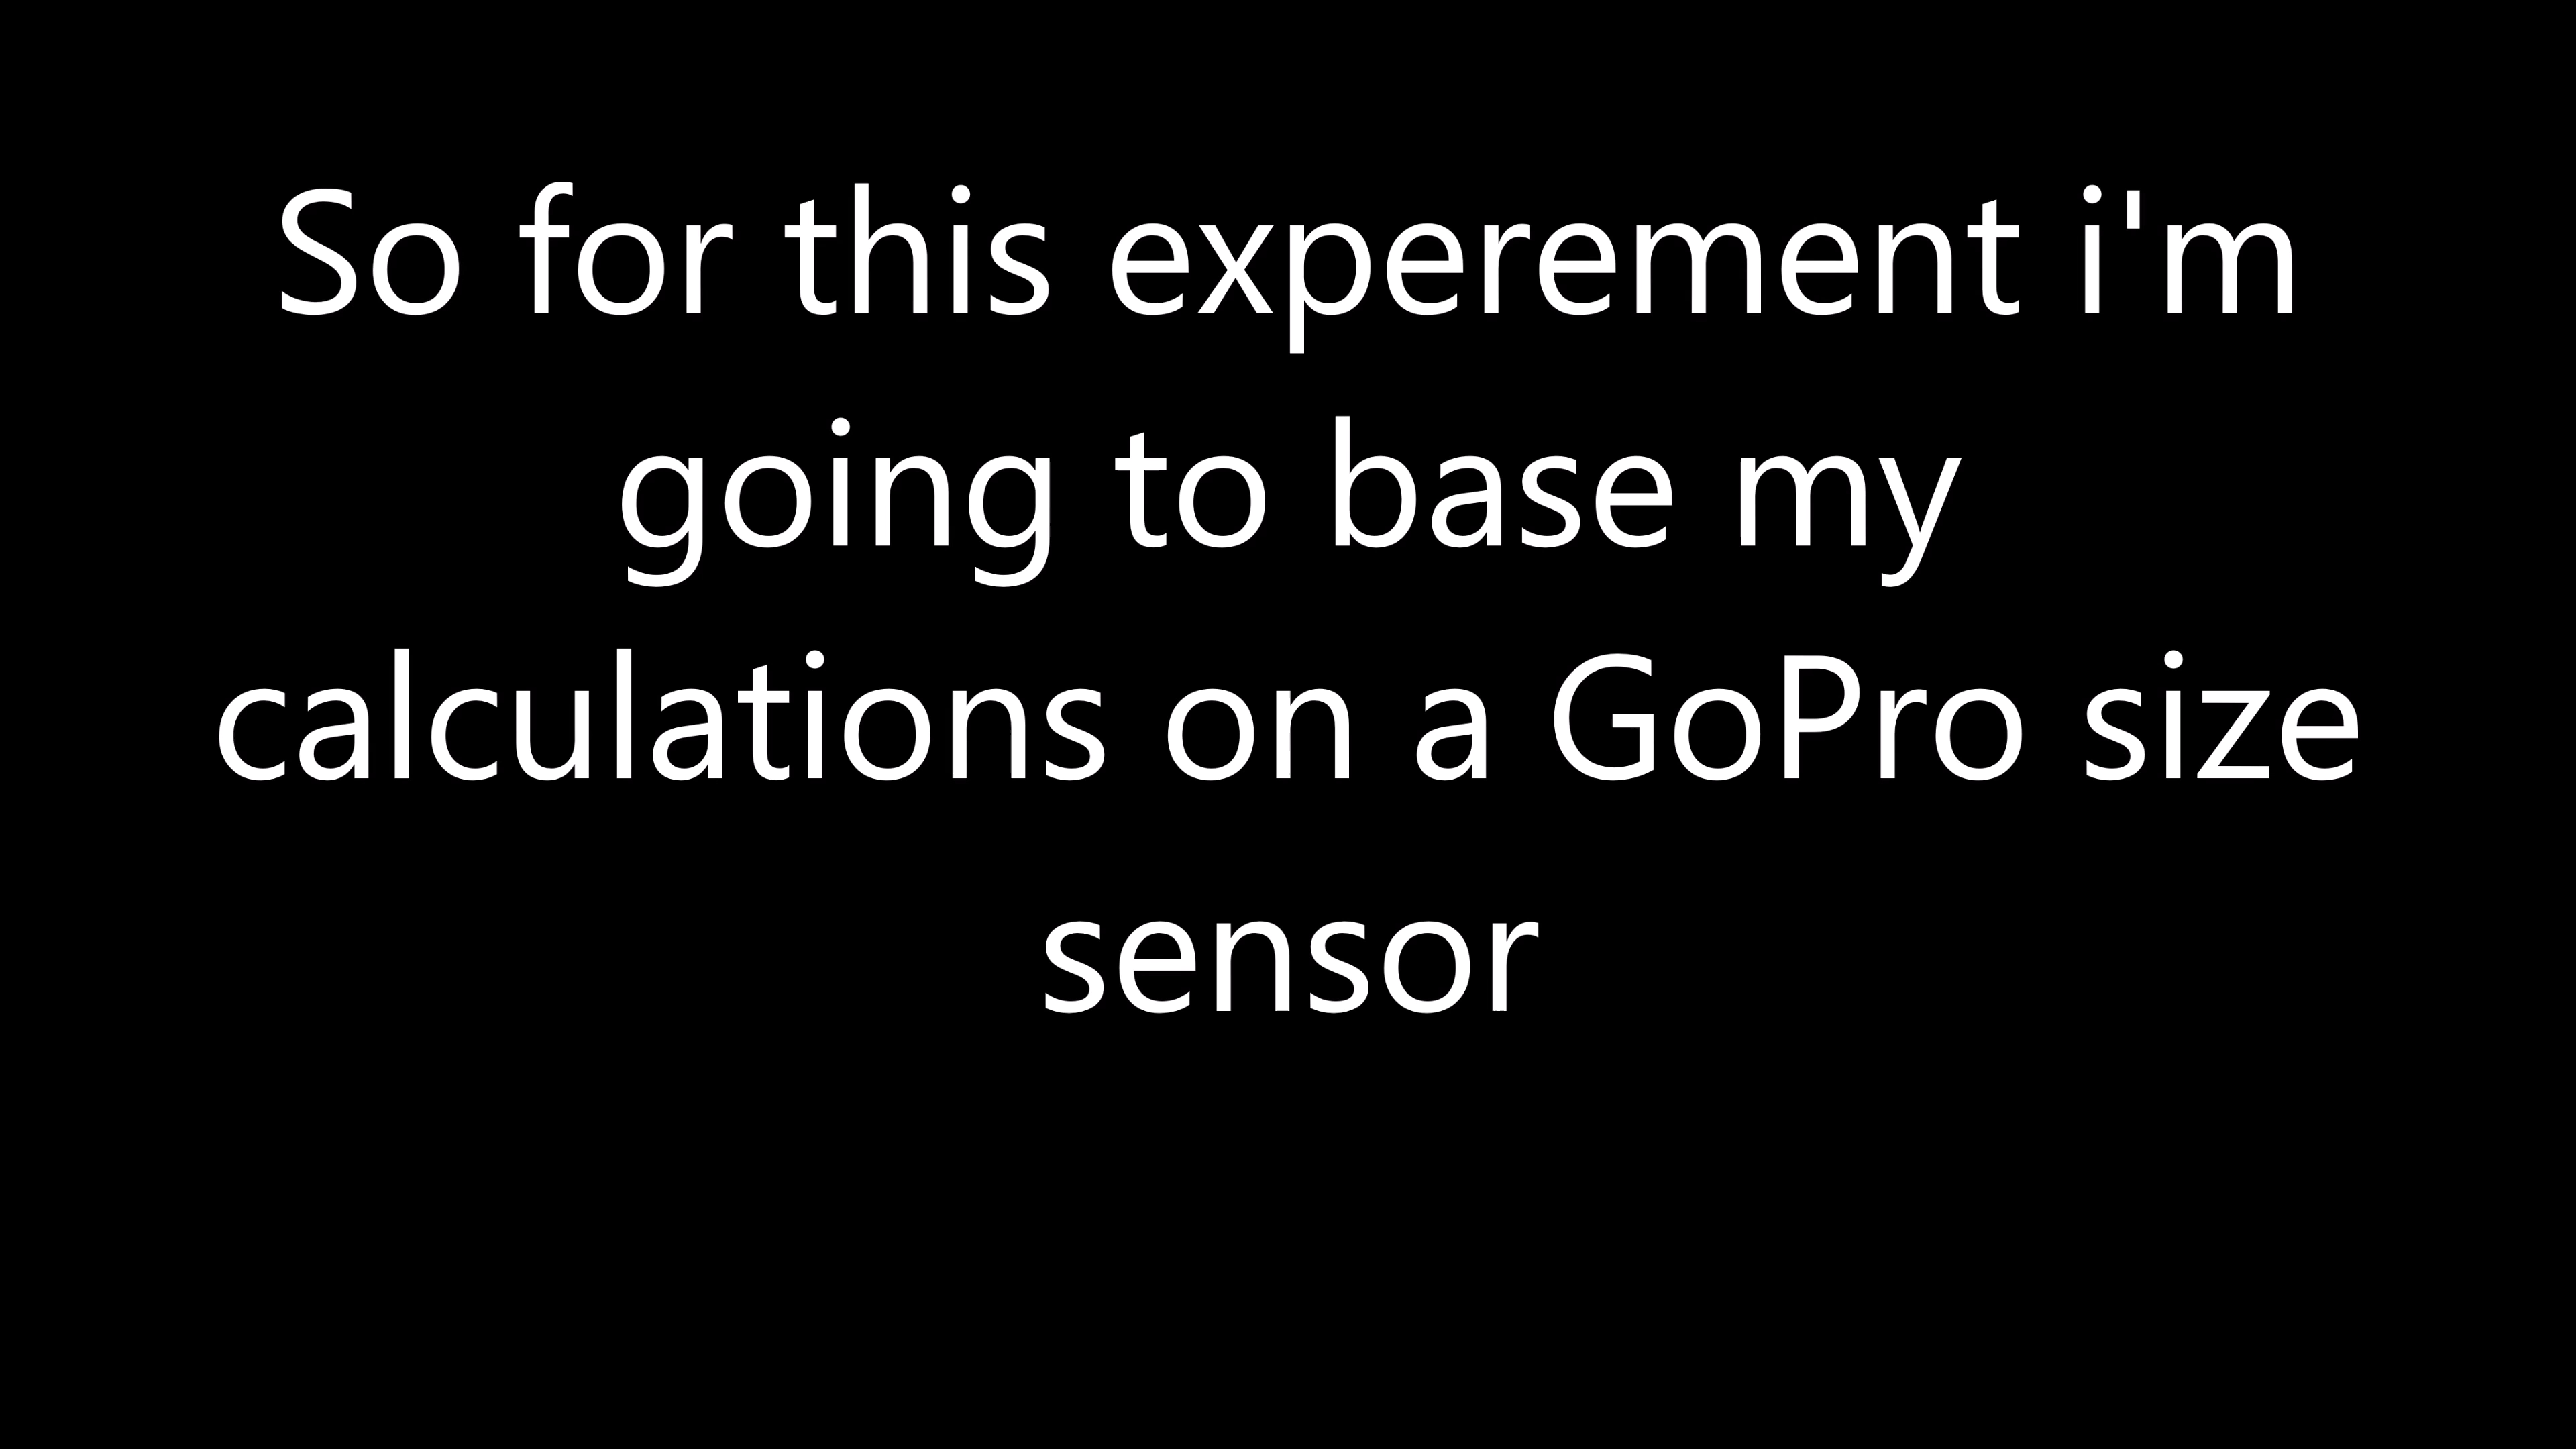 So for this experement i'm
going to base my
calculations on a GoPro size
sensor